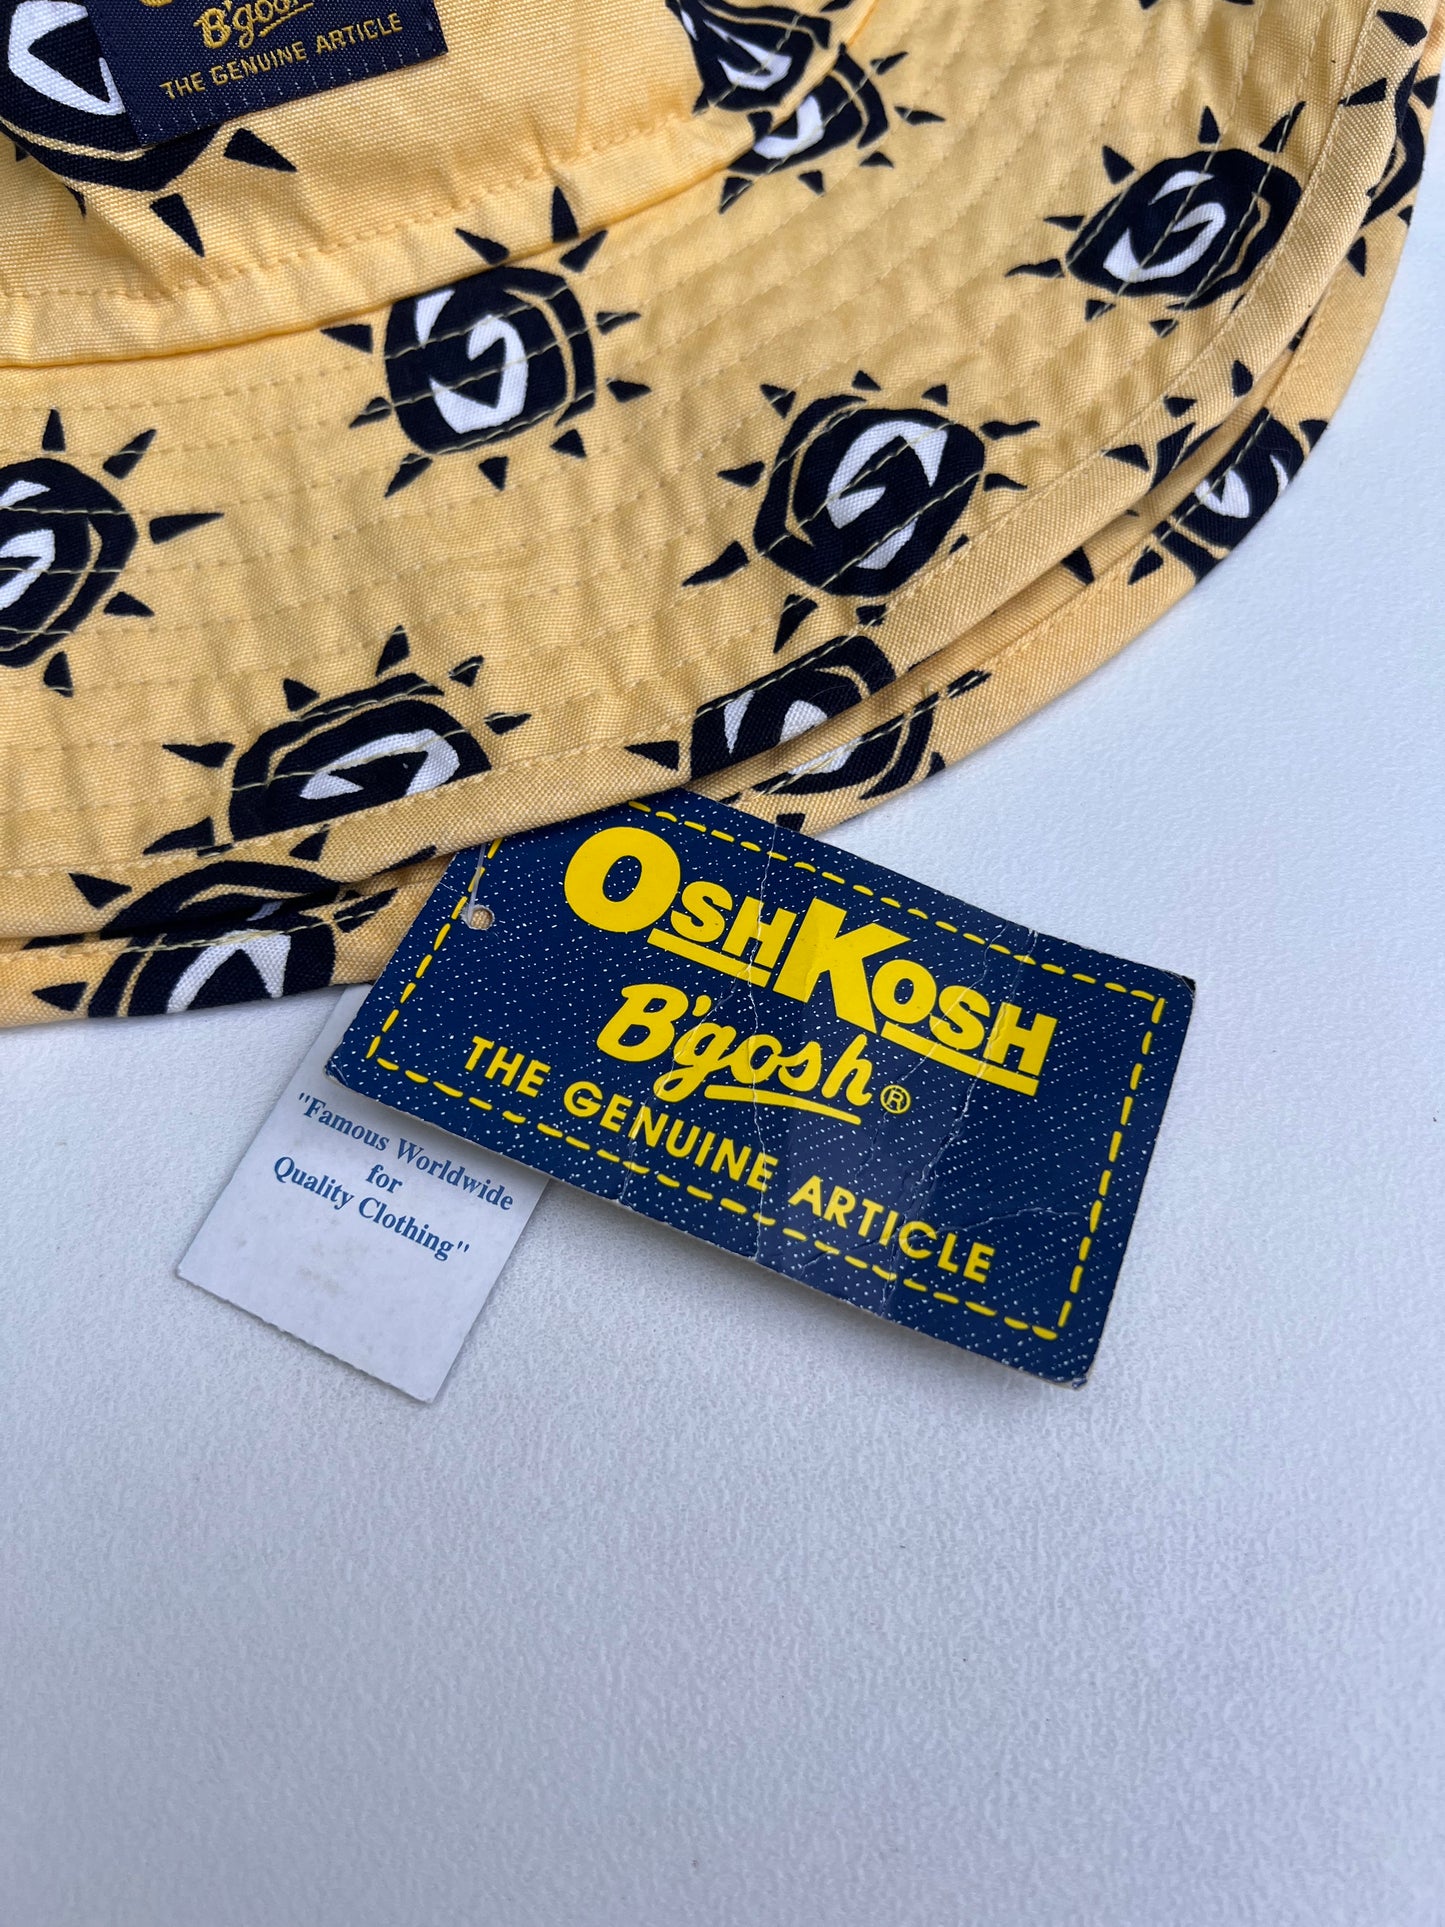 B'gosh
THE GENUINE ARTICLE
OSHKOSH
B'gosh®
THE GENUINE ARTICLE
"Famous Worldwide
for
Quality Clothing"